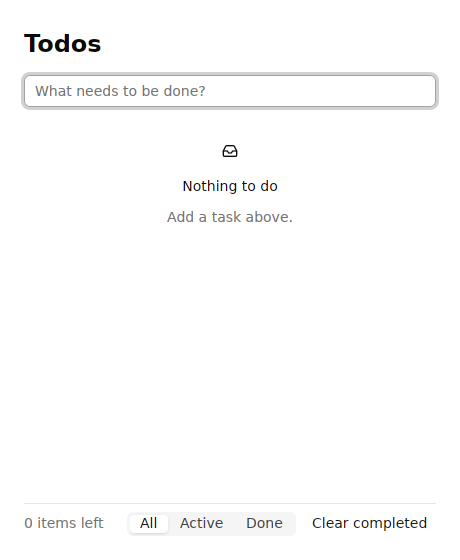 Todos
What needs to be done?
Nothing to do
Add a task above.
0 items left All Active Done Clear completed